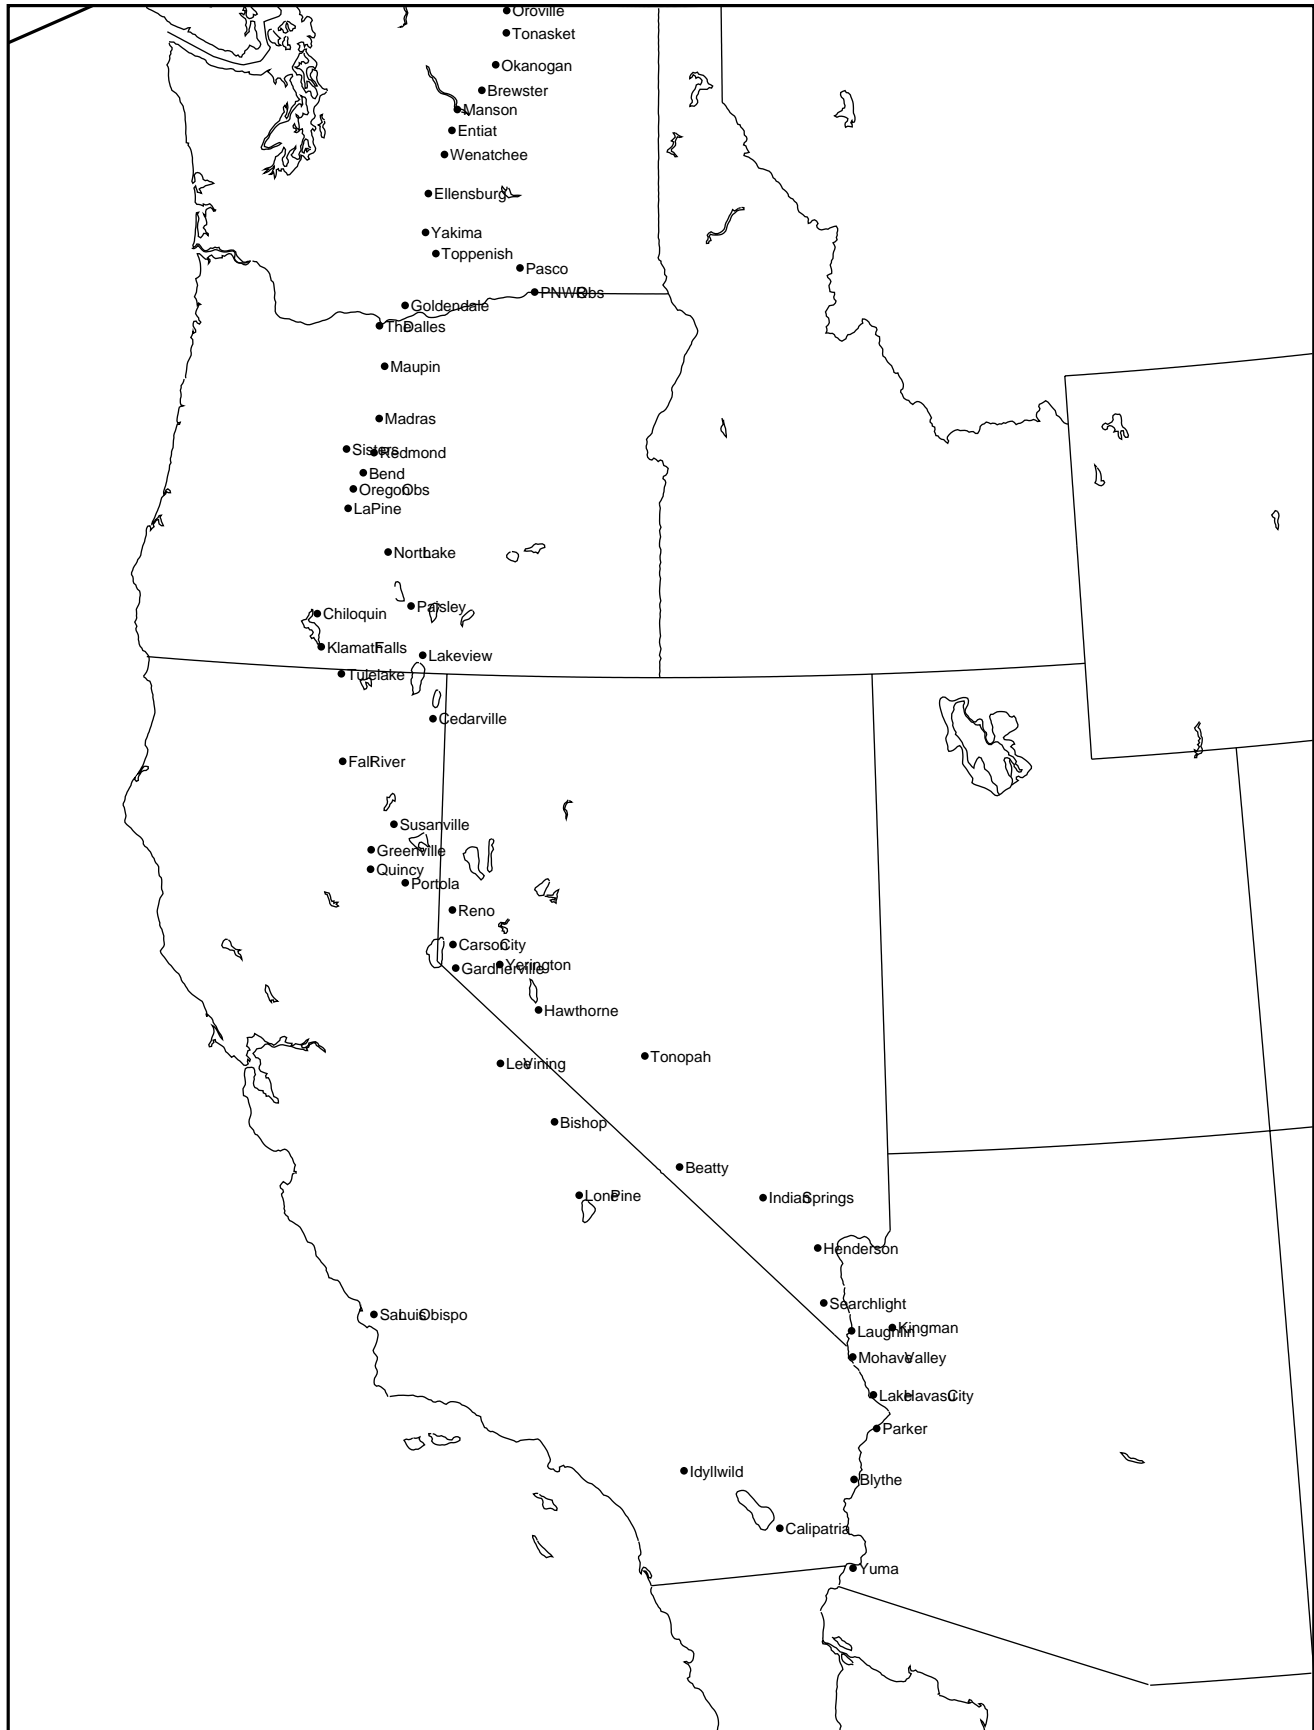 Oroville
Tonasket
Okanogan
Brewster
Manson
Entiat
Wenatchee
Ellensburg
Yakima
Toppenish
Pasco
PNWRObs
Goldendale
TheDalles
Maupin
Madras
Sisters
Redmond
Bend
OregonObs
LaPine
NorthLake
Paisley
Chiloquin
KlamathFalls
Lakeview
Tulelake
Cedarville
FallRiver
Susanville
Greenville
Quincy
Portola
Reno
CarsonCity
Yerington
Gardnerville
Hawthorne
Tonopah
LeeVining
Bishop
Beatty
LonePine
IndianSprings
Henderson
Searchlight
SanLuisObispo
Kingman
Laughlin
MohaveValley
LakeHavasuCity
Parker
Idyllwild
Blythe
Calipatria
Yuma